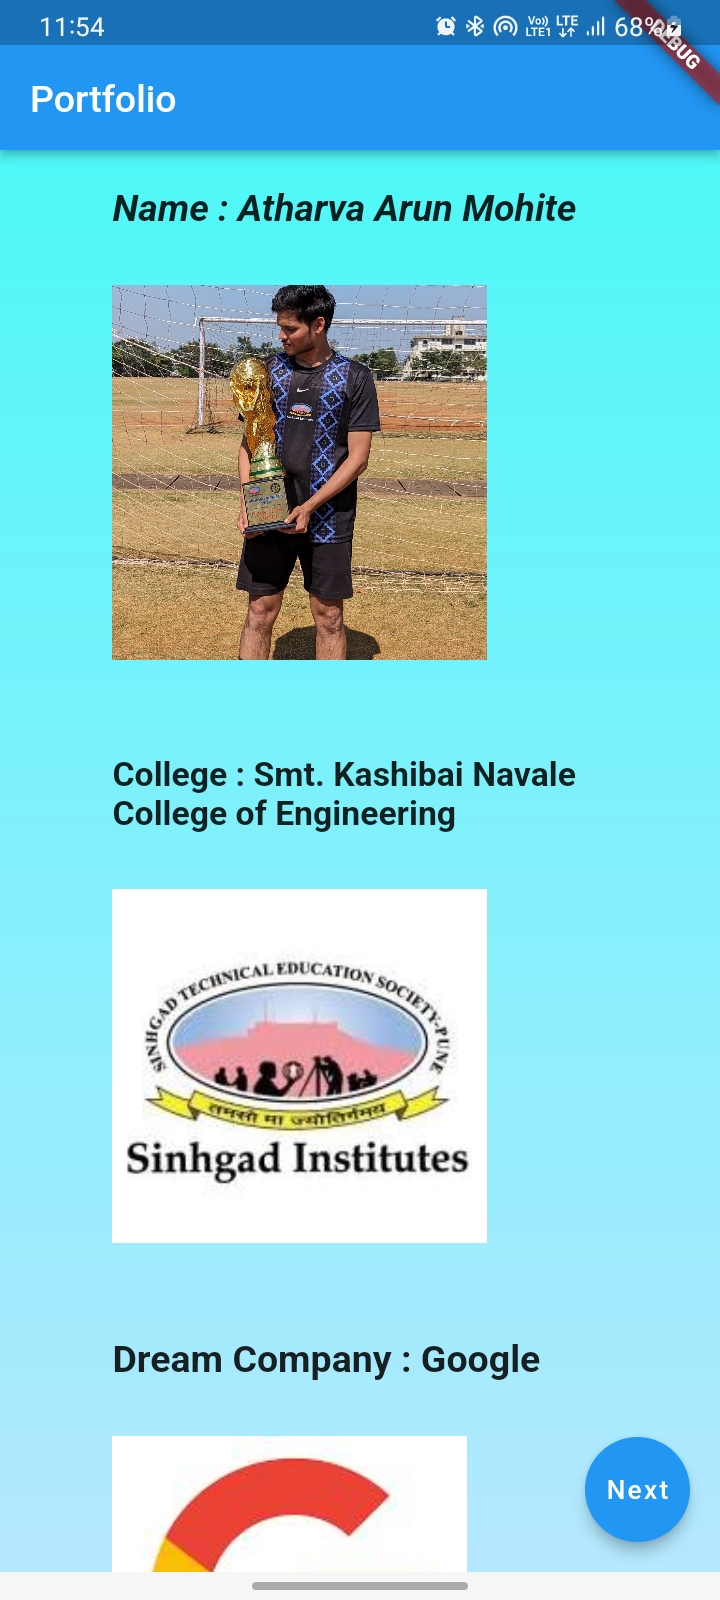 11:54
Vo)) LTE
LTE1
68%
DEBUG
Portfolio
Name : Atharva Arun Mohite
College : Smt. Kashibai Navale
College of Engineering
SINHGAD TECHNICAL EDUCATION SOCIETY-PUNE
तमसो मा ज्योतिर्गमय
Sinhgad Institutes
Dream Company : Google
Next